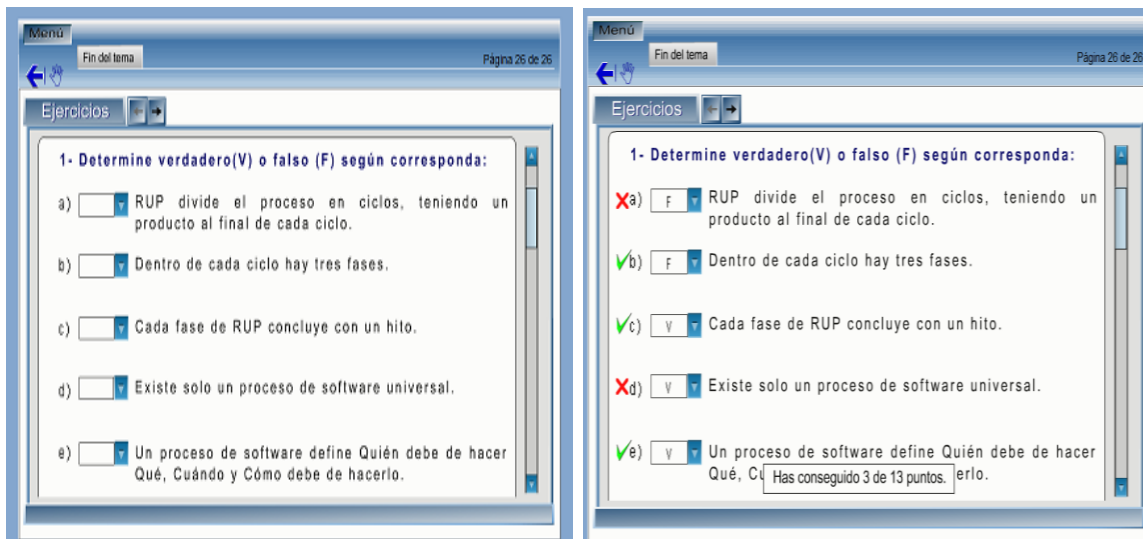 Menú
Fin del tema
Página 26 de 26
Ejercicios
1- Determine verdadero(V) o falso (F) según corresponda:
a) RUP divide el proceso en ciclos, teniendo un
producto al final de cada ciclo.
b) Dentro de cada ciclo hay tres fases.
c) Cada fase de RUP concluye con un hito.
d) Existe solo un proceso de software universal.
e) Un proceso de software define Quién debe de hacer
Qué, Cuándo y Cómo debe de hacerlo.
Menú
Fin del tema
Página 26 de 26
Ejercicios
1- Determine verdadero(V) o falso (F) según corresponda:
a) F RUP divide el proceso en ciclos, teniendo un
producto al final de cada ciclo.
b) F Dentro de cada ciclo hay tres fases.
c) V Cada fase de RUP concluye con un hito.
d) V Existe solo un proceso de software universal.
e) V Un proceso de software define Quién debe de hacer
Qué, Has conseguido 3 de 13 puntos. erlo.